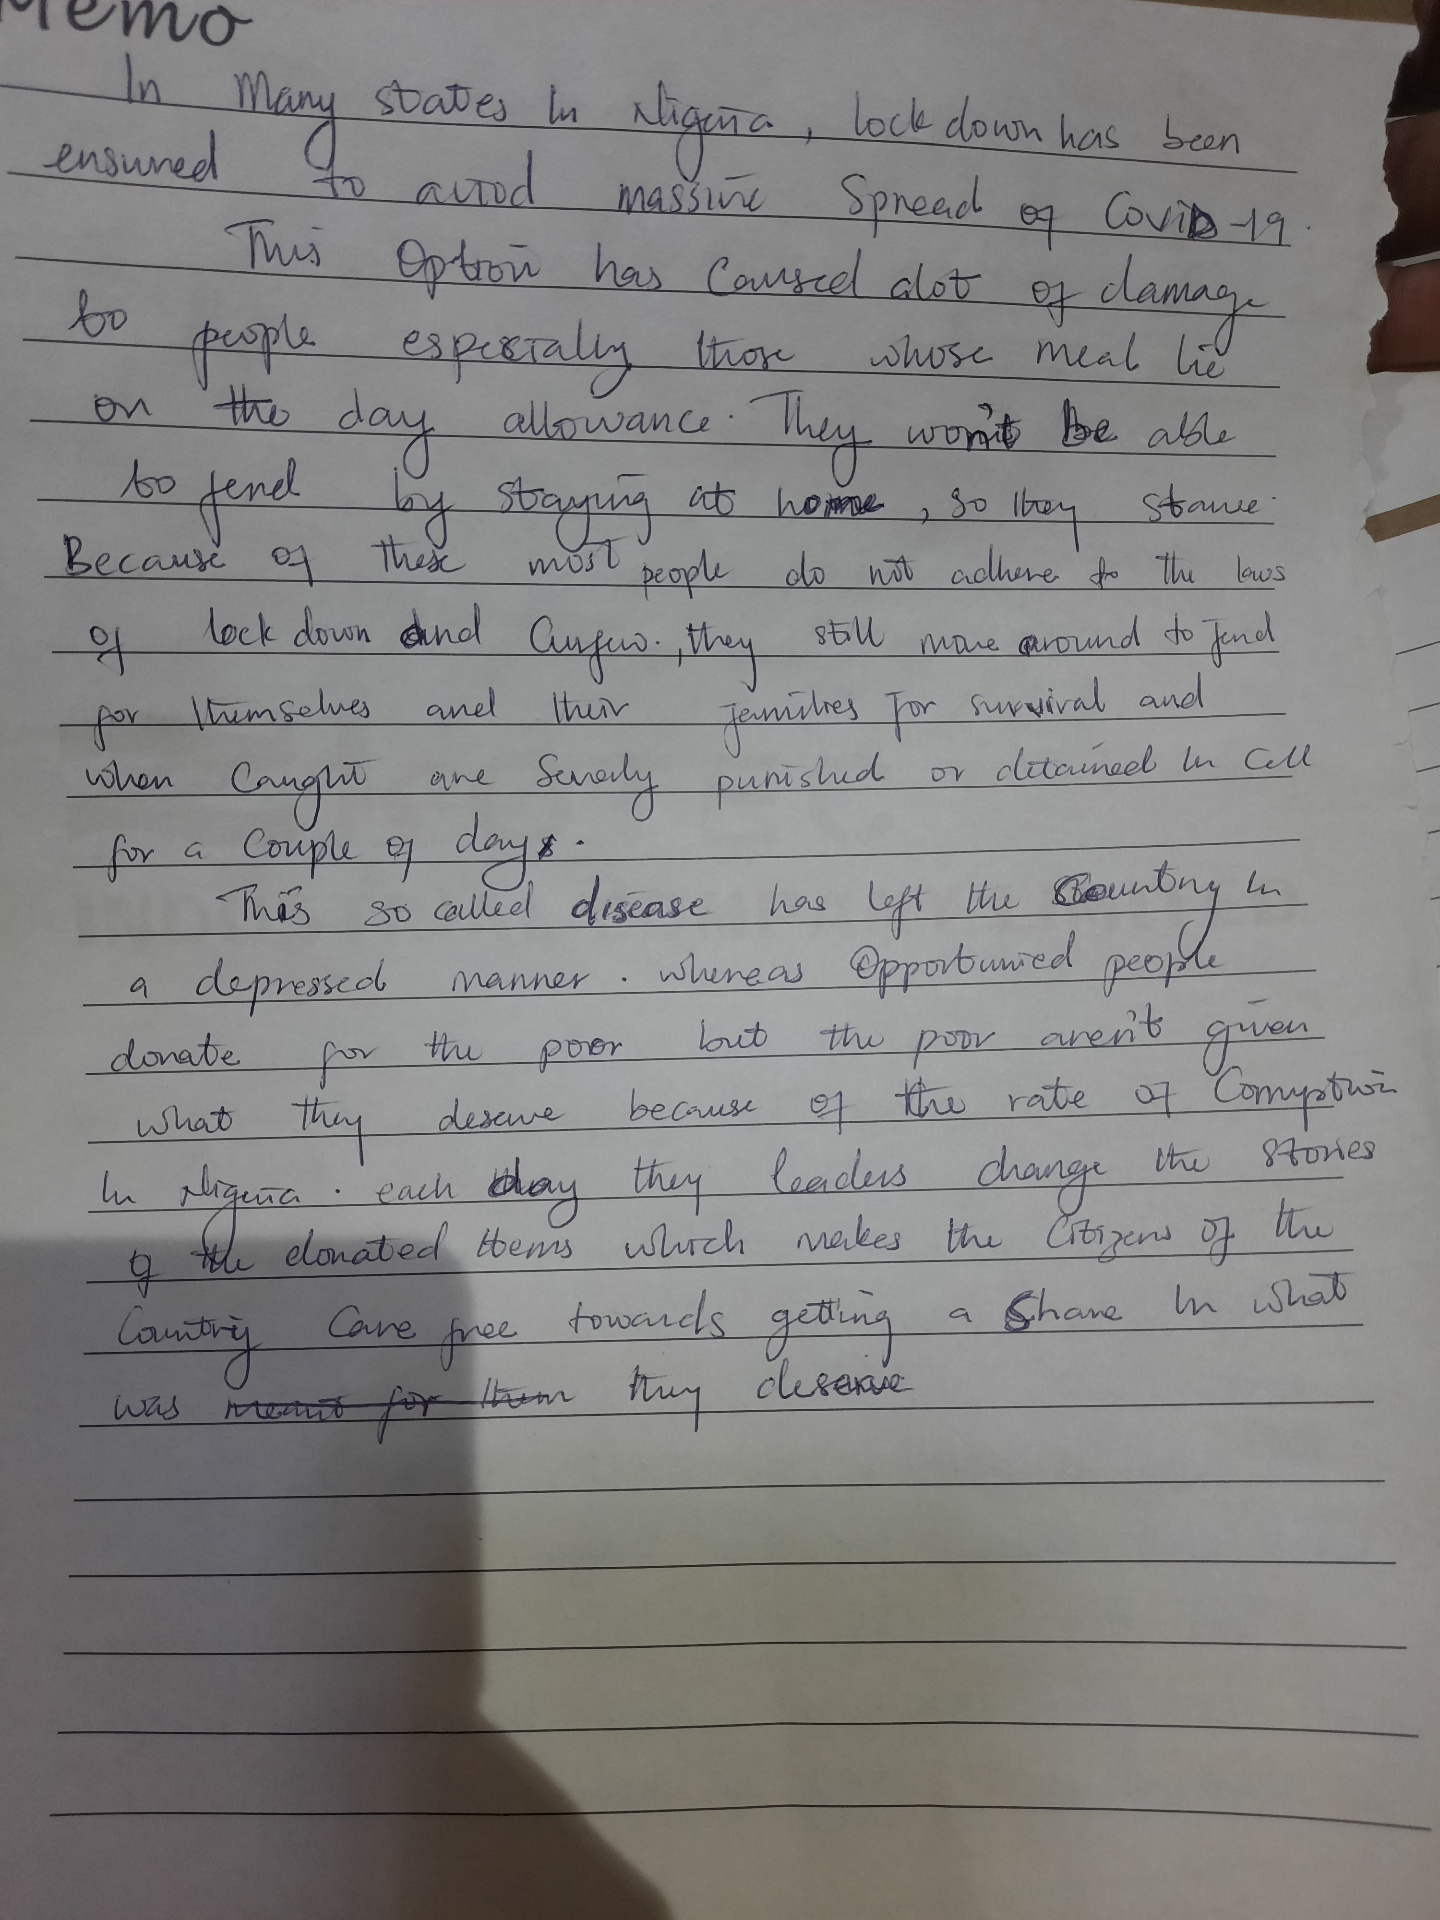 Memo
In Many states in Nigeria, lock down has been
ensured to avoid massive Spread of Covid-19.
This Option has Caused alot of damage
to people especially those whose meal lie
on the day allowance. They won't be able
to fend by staying at home, so they starve.
Because of these most people do not adhere to the laws
of lock down and Curfew., they still move around to fend
for themselves and their families for survival and
when Caught are Severly punished or detained in Cell
for a Couple of days.
This so called disease has left the Country in
a depressed manner. whereas Opportunied people
donate for the poor but the poor aren't given
what they deserve because of the rate of Corruption
in Nigeria. each day they leaders change the stories
of the donated items which makes the Citizens of the
Country Care free towards getting a Share in what
was meant for them they deserve